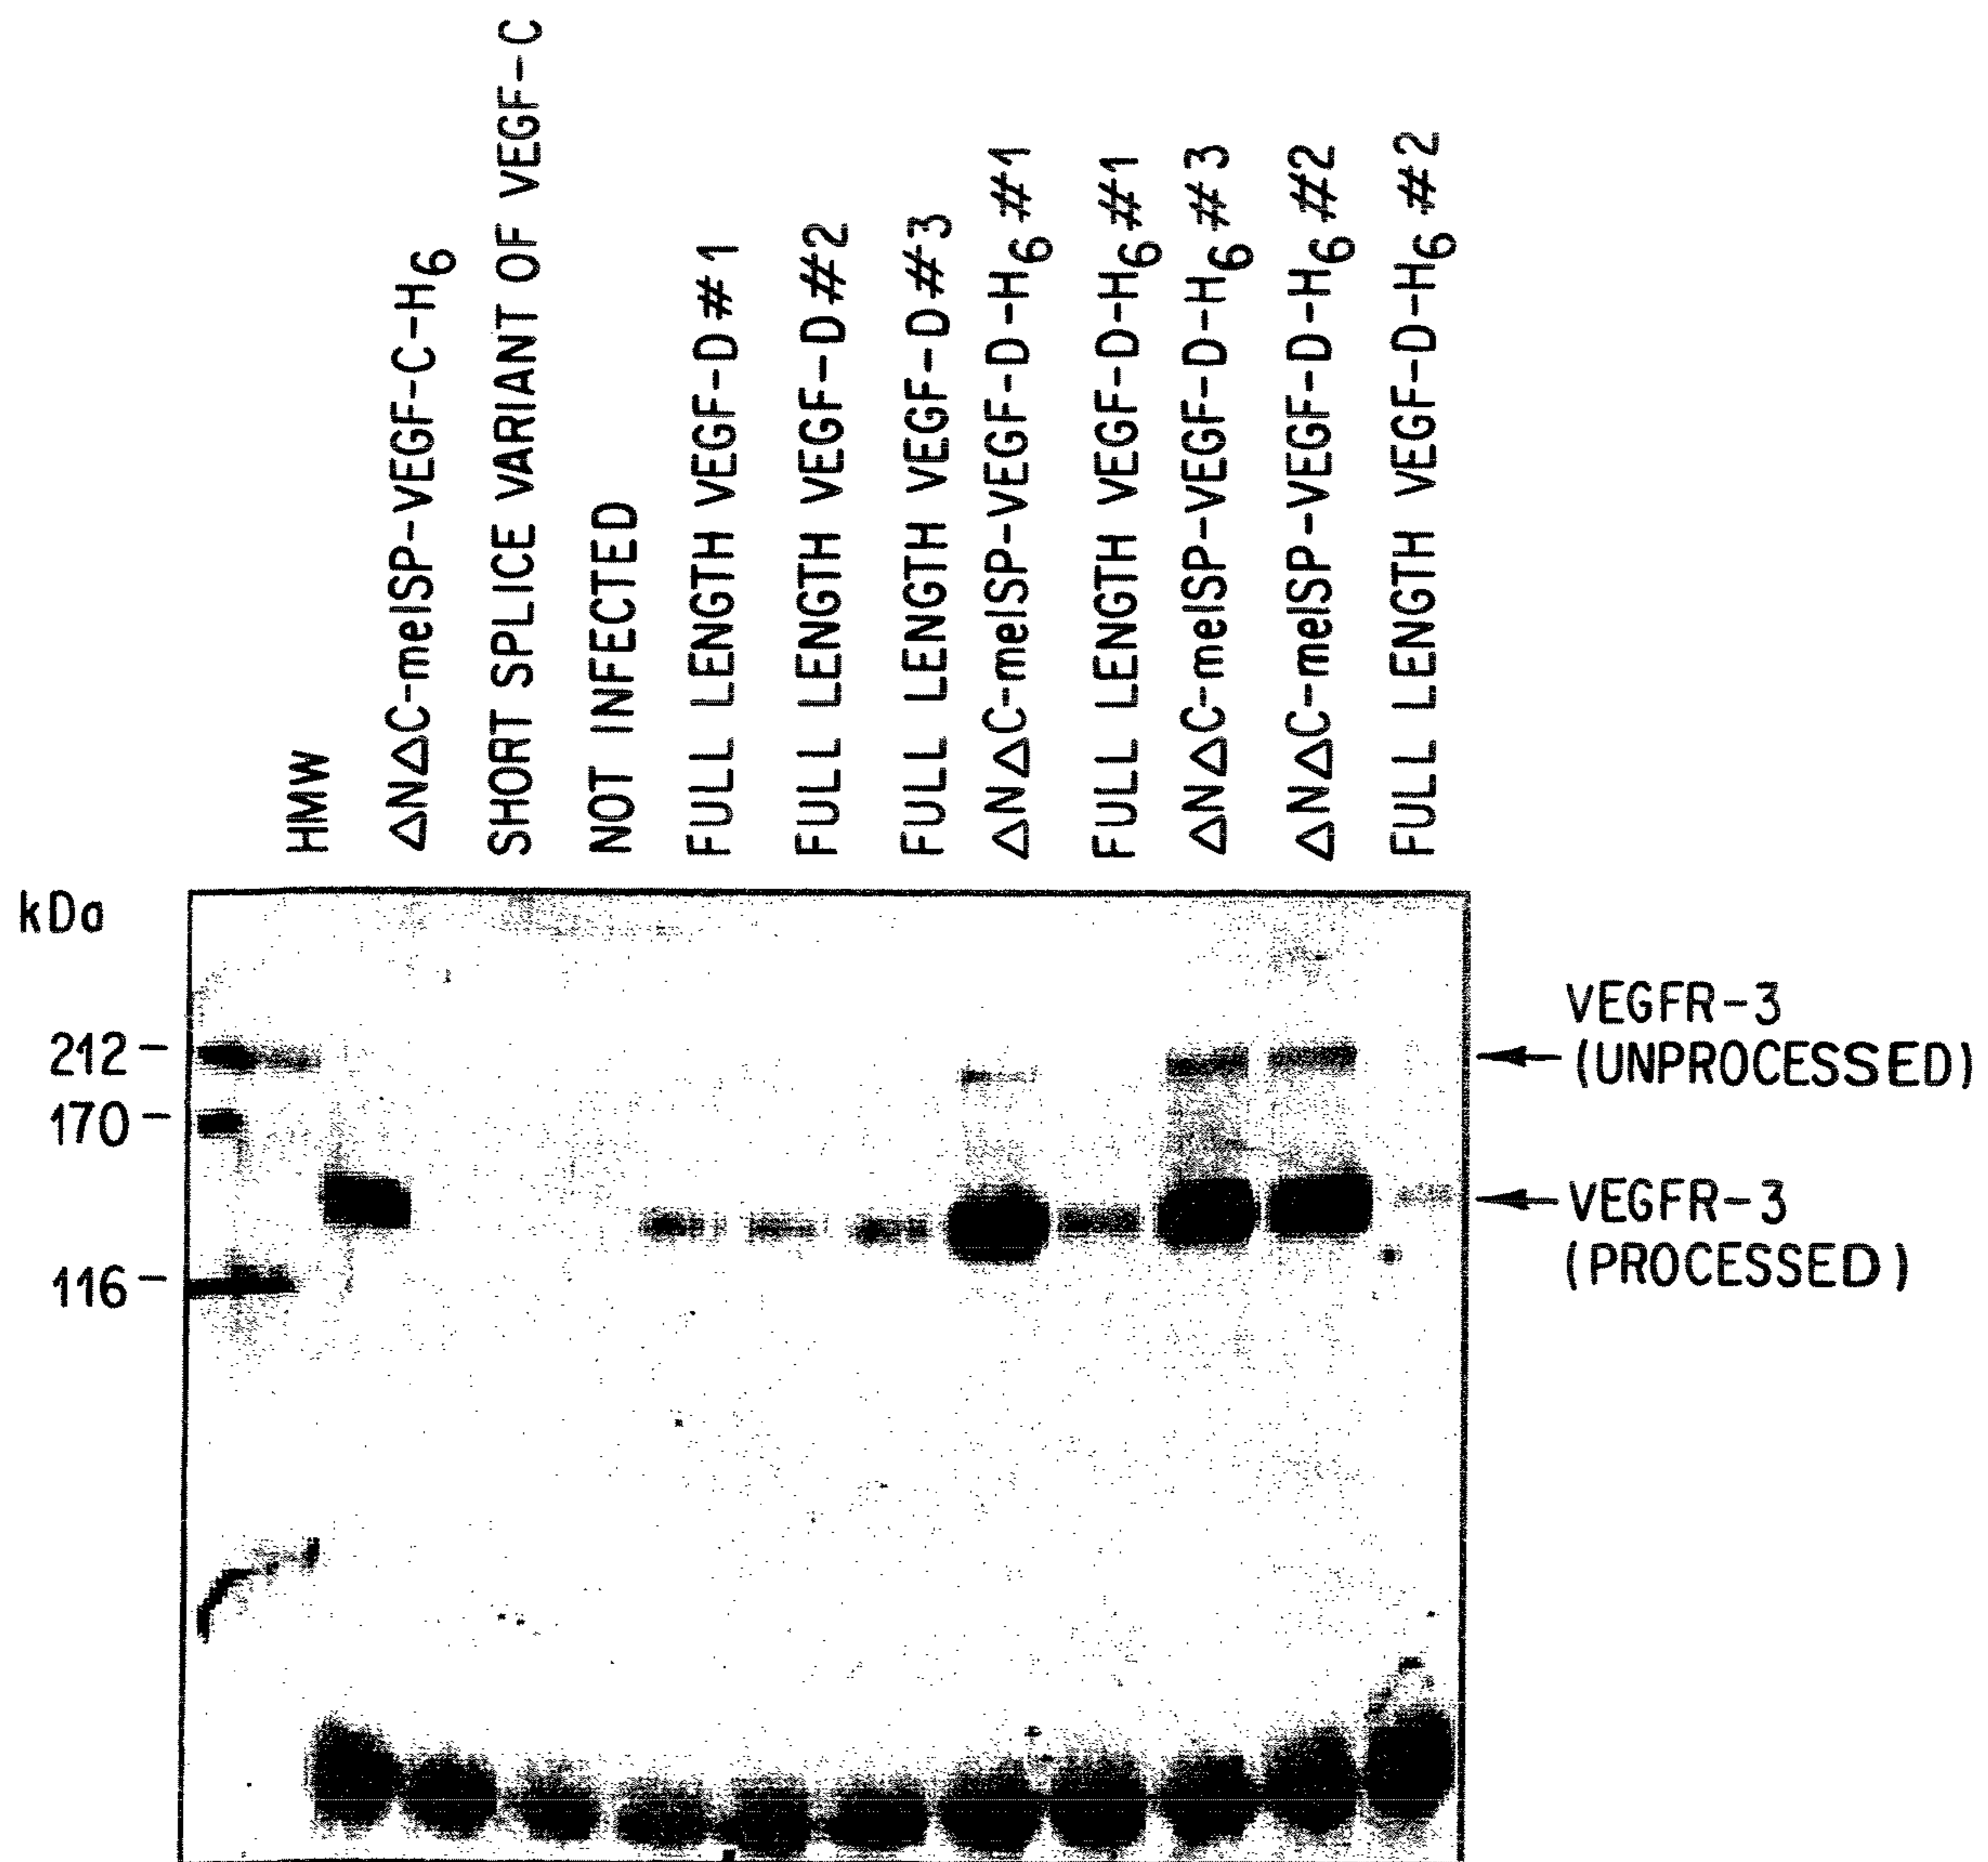 HMW
ΔNΔC-melSP-VEGF-C-H6
SHORT SPLICE VARIANT OF VEGF-C
NOT INFECTED
FULL LENGTH VEGF-D#1
FULL LENGTH VEGF-D#2
FULL LENGTH VEGF-D#3
ΔNΔC-melSP-VEGF-D-H6 #1
FULL LENGTH VEGF-D-H6 #1
ΔNΔC-melSP-VEGF-D-H6 #3
ΔNΔC-melSP-VEGF-D-H6 #2
FULL LENGTH VEGF-D-H6 #2
kDa
212
170
116
VEGFR-3
(UNPROCESSED)
VEGFR-3
(PROCESSED)